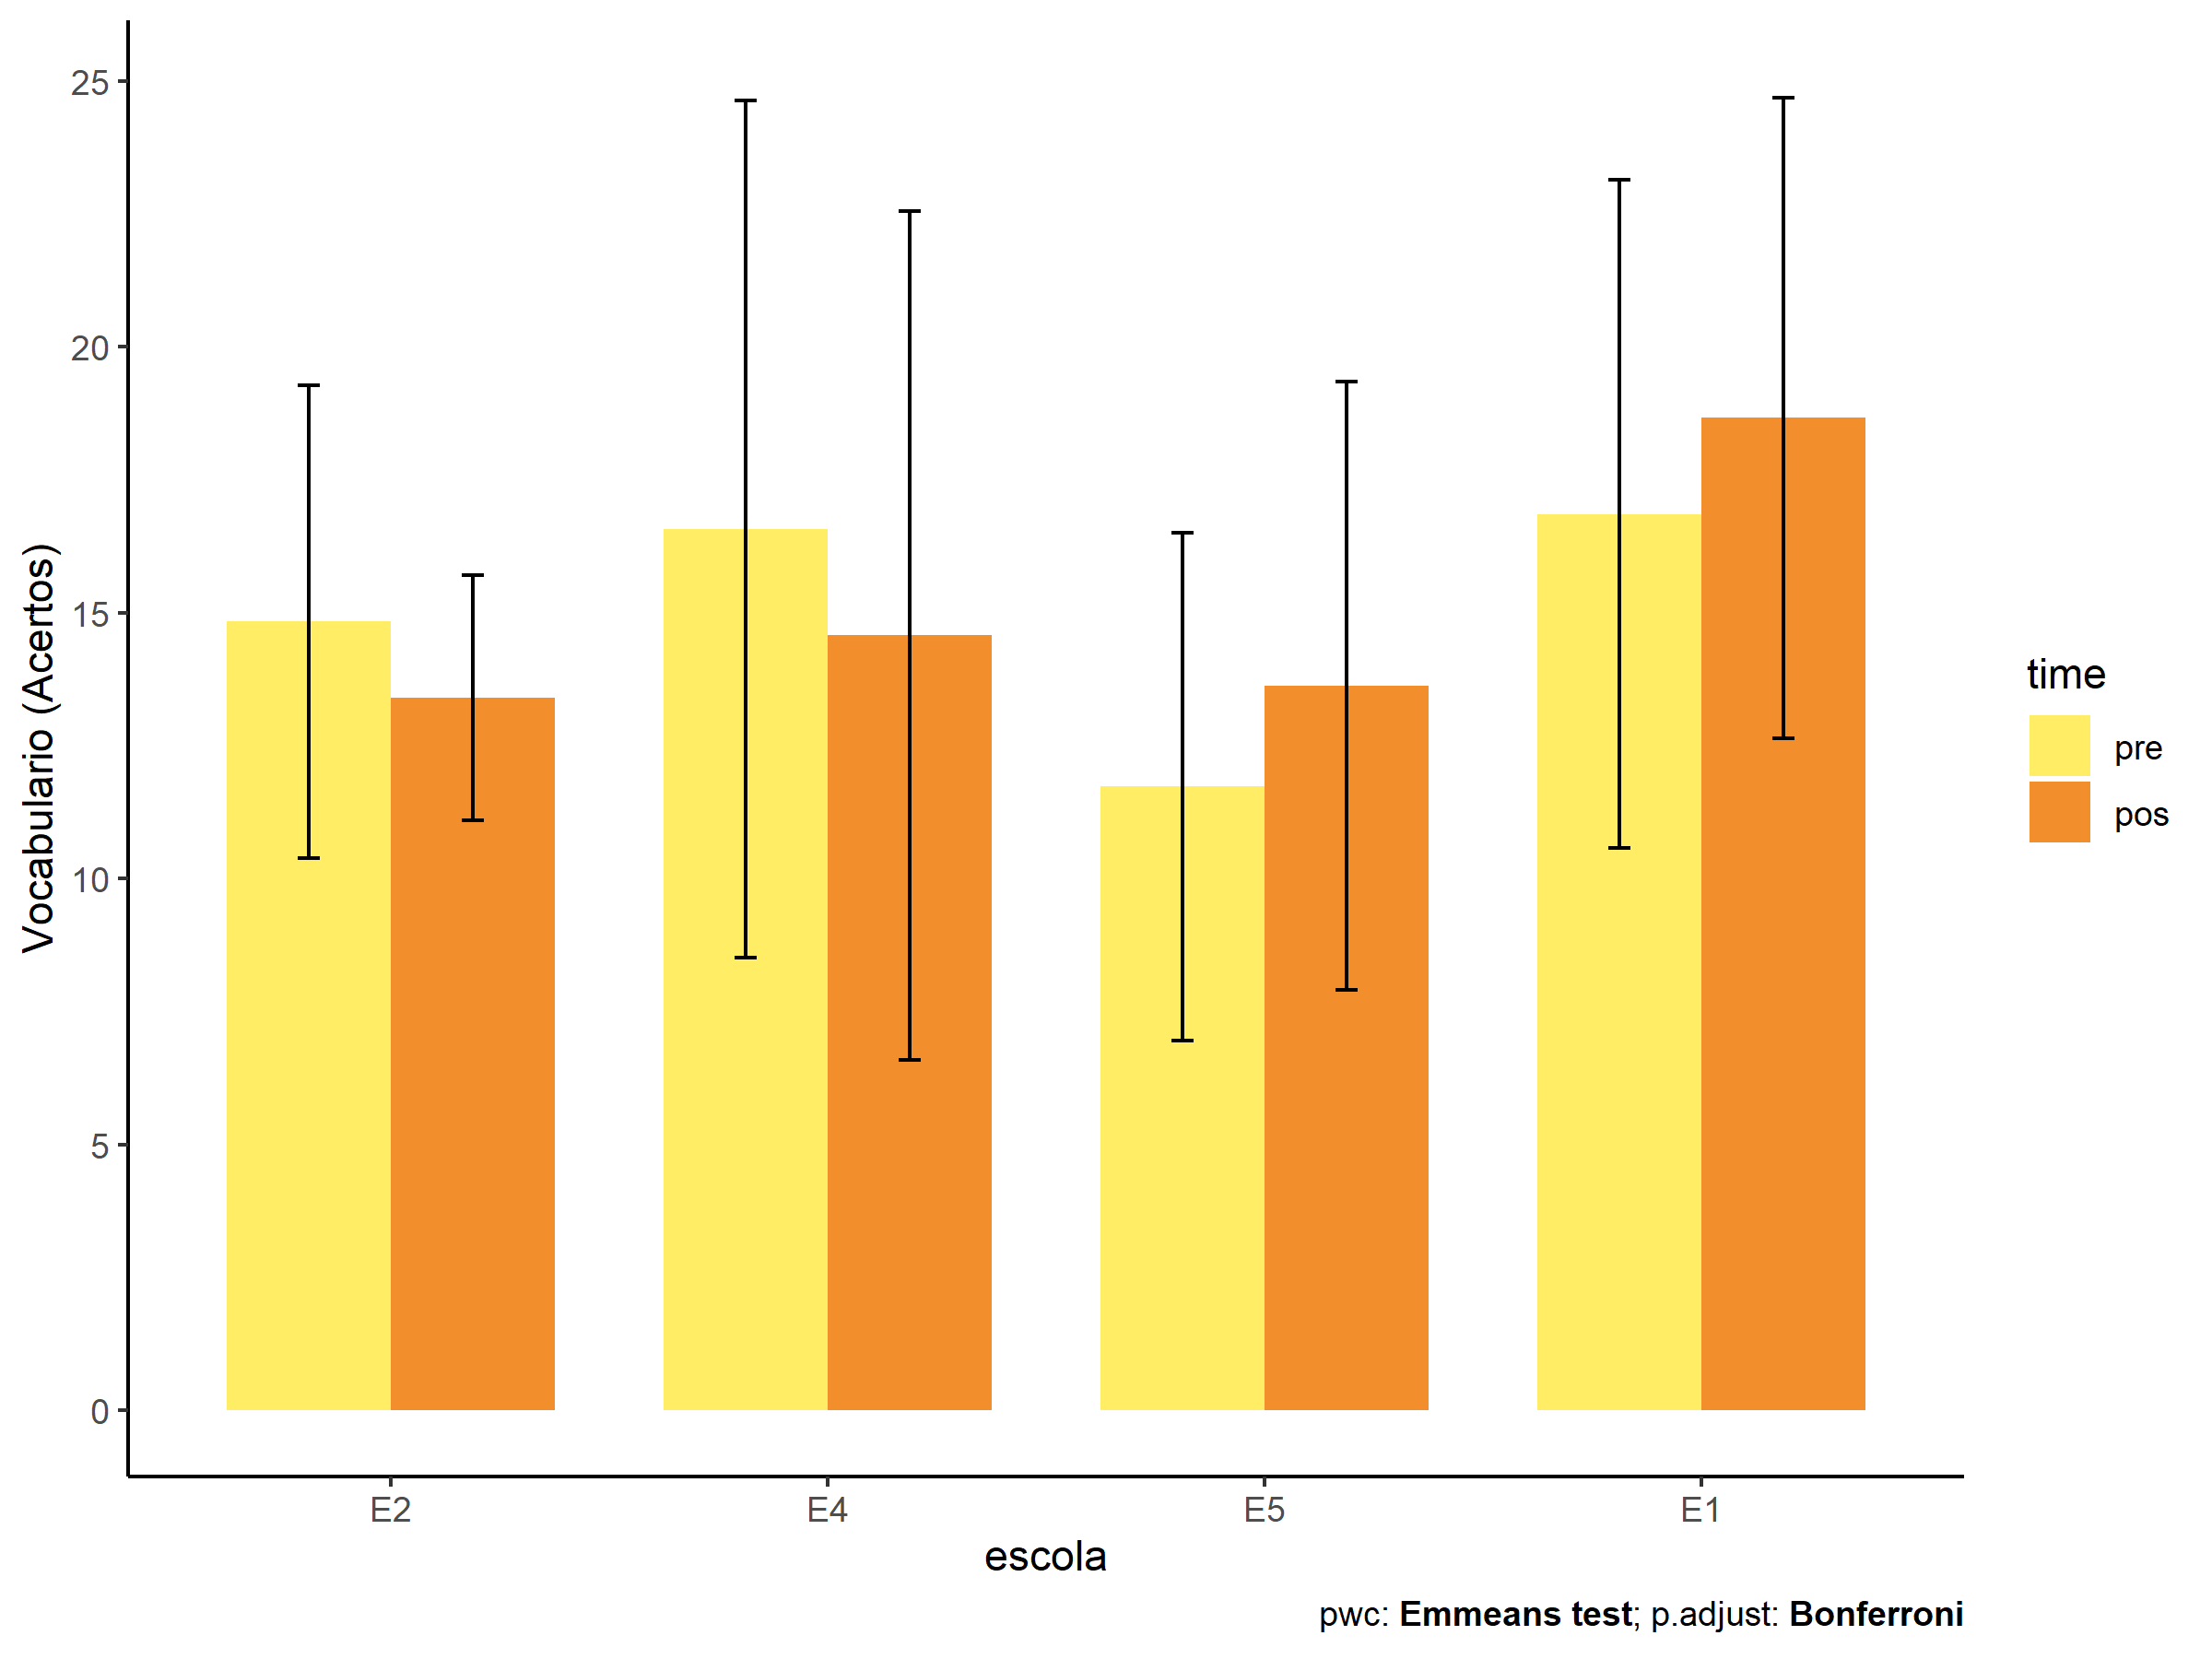 25
20
15
10
5
0
Vocabulario (Acertos)
E2
E4
E5
E1
escola
time
pre
pos
pwc: Emmeans test; p.adjust: Bonferroni